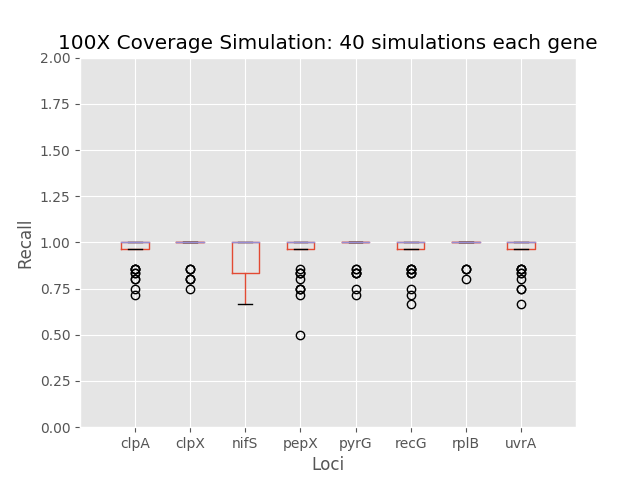 100X Coverage Simulation: 40 simulations each gene
2.00
1.75
1.50
1.25
1.00
0.75
0.50
0.25
0.00
Recall
clpA clpX nifS pepX pyrG recG rplB uvrA
Loci